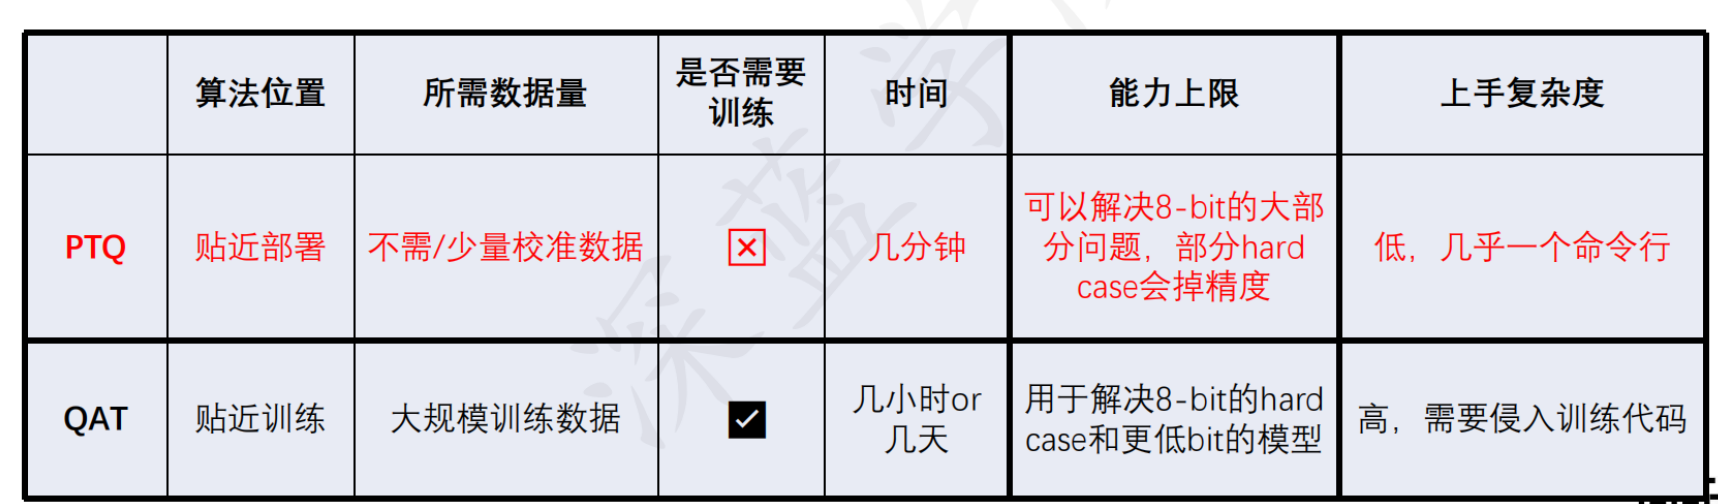 算法位置
所需数据量
是否需要
训练
时间
能力上限
上手复杂度
PTQ
贴近部署
不需/少量校准数据
几分钟
可以解决8-bit的大部
分问题，部分hard
case会掉精度
低，几乎一个命令行
QAT
贴近训练
大规模训练数据
几小时or
几天
用于解决8-bit的hard
case和更低bit的模型
高，需要侵入训练代码
深蓝学